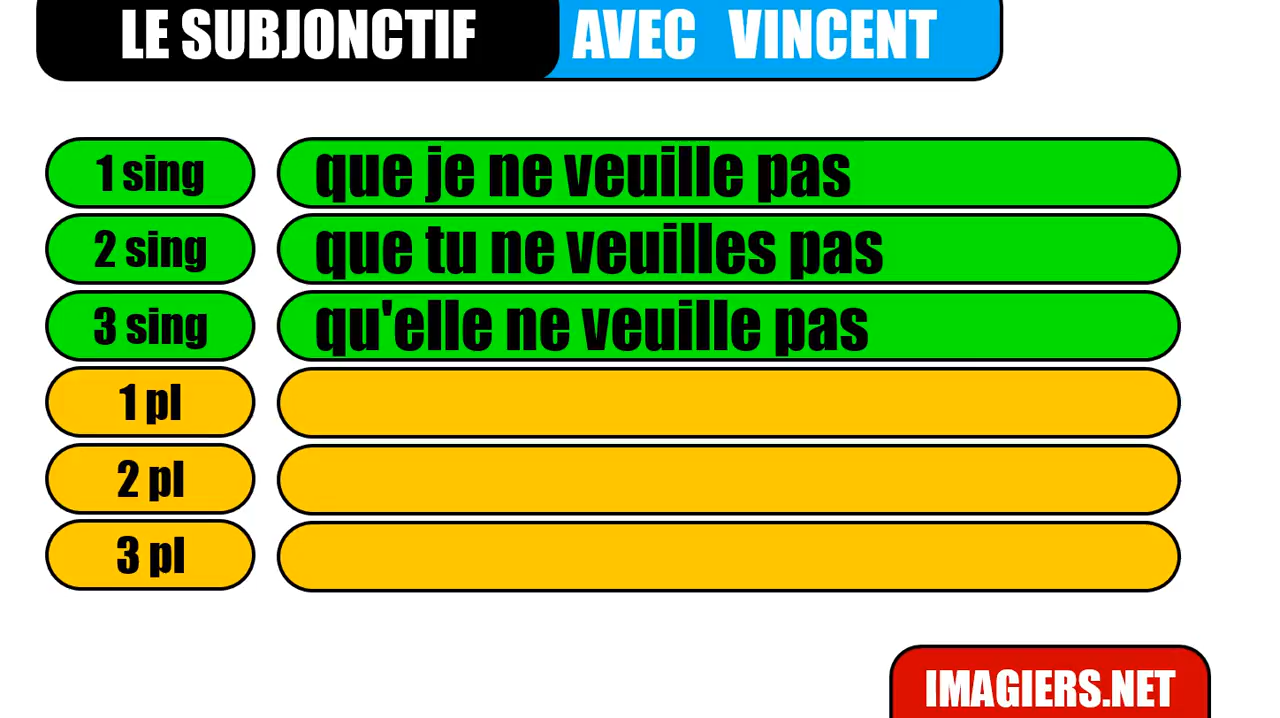 LE SUBJONCTIF AVEC VINCENT
1 sing que je ne veuille pas
2 sing que tu ne veuilles pas
3 sing qu'elle ne veuille pas
1 pl
2 pl
3 pl
IMAGIERS.NET